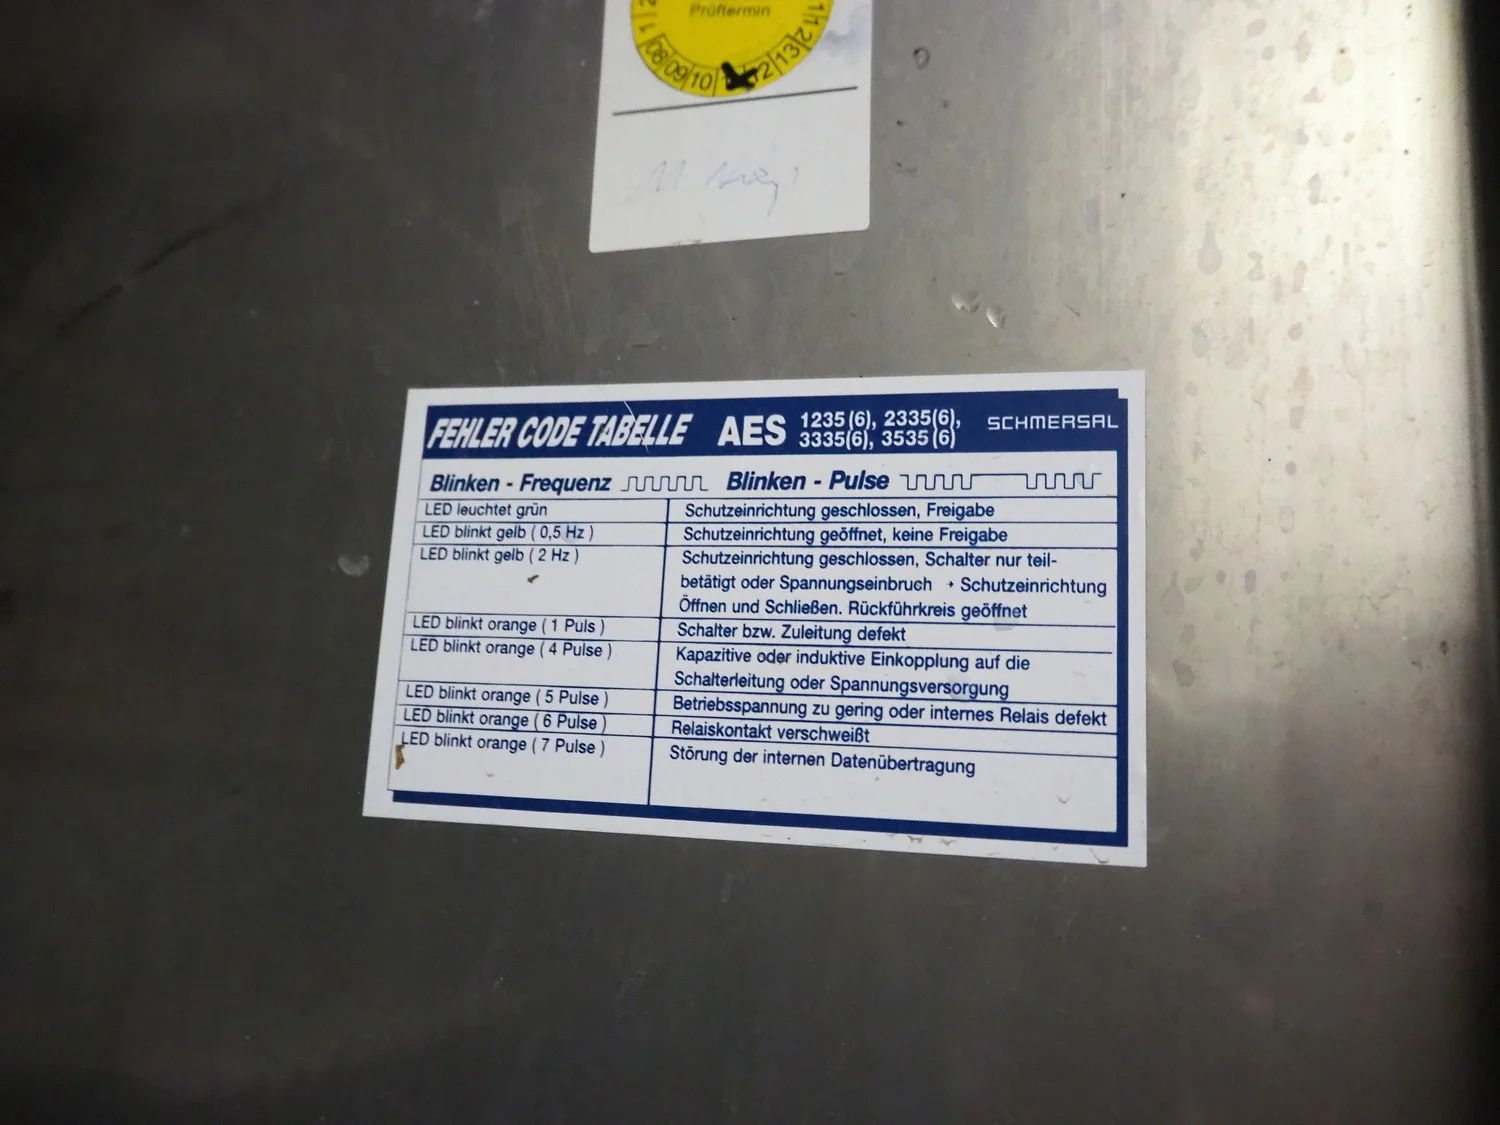 Prüftermin
1 2
08 09 10 12 13
11 12
11
FEHLER CODE TABELLE AES 1235 (6), 2335(6), SCHMERSAL
3335(6), 3535 (6)
Blinken - Frequenz Blinken - Pulse
LED leuchtet grün Schutzeinrichtung geschlossen, Freigabe
LED blinkt gelb ( 0,5 Hz ) Schutzeinrichtung geöffnet, keine Freigabe
LED blinkt gelb ( 2 Hz ) Schutzeinrichtung geschlossen, Schalter nur teil-
betätigt oder Spannungseinbruch → Schutzeinrichtung
Öffnen und Schließen. Rückführkreis geöffnet
LED blinkt orange ( 1 Puls ) Schalter bzw. Zuleitung defekt
LED blinkt orange ( 4 Pulse ) Kapazitive oder induktive Einkopplung auf die
Schalterleitung oder Spannungsversorgung
LED blinkt orange ( 5 Pulse ) Betriebsspannung zu gering oder internes Relais defekt
LED blinkt orange ( 6 Pulse ) Relaiskontakt verschweißt
LED blinkt orange ( 7 Pulse ) Störung der internen Datenübertragung